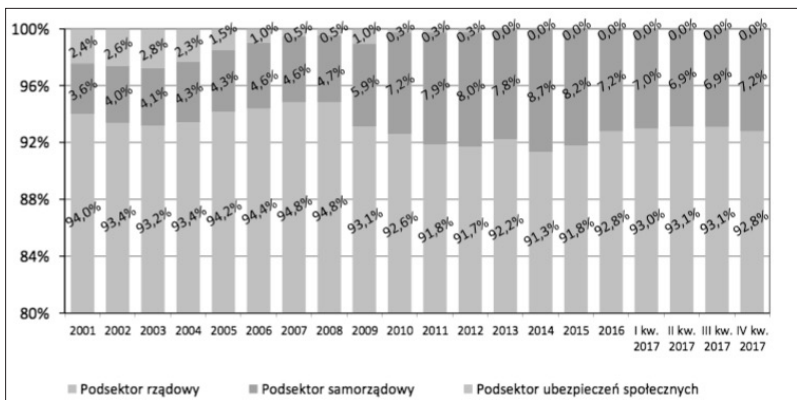 100%
96%
92%
88%
84%
80%
2,4% 2,6% 2,8% 2,3% 1,5% 1,0% 0,5% 0,5% 1,0% 0,3% 0,3% 0,3% 0,0% 0,0% 0,0% 0,0% 0,0% 0,0% 0,0% 0,0%
3,6% 4,0% 4,1% 4,3% 4,3% 4,6% 4,6% 4,7% 5,9% 7,2% 7,9% 8,0% 7,8% 8,7% 8,2% 7,2% 7,0% 6,9% 6,9% 7,2%
94,0% 93,4% 93,2% 93,4% 94,2% 94,4% 94,8% 94,8% 93,1% 92,6% 91,8% 91,7% 92,2% 91,3% 91,8% 92,8% 93,0% 93,1% 93,1% 92,8%
2001 2002 2003 2004 2005 2006 2007 2008 2009 2010 2011 2012 2013 2014 2015 2016 I kw. II kw. III kw. IV kw.
2017 2017 2017 2017
Podsektor rządowy Podsektor samorządowy Podsektor ubezpieczeń społecznych